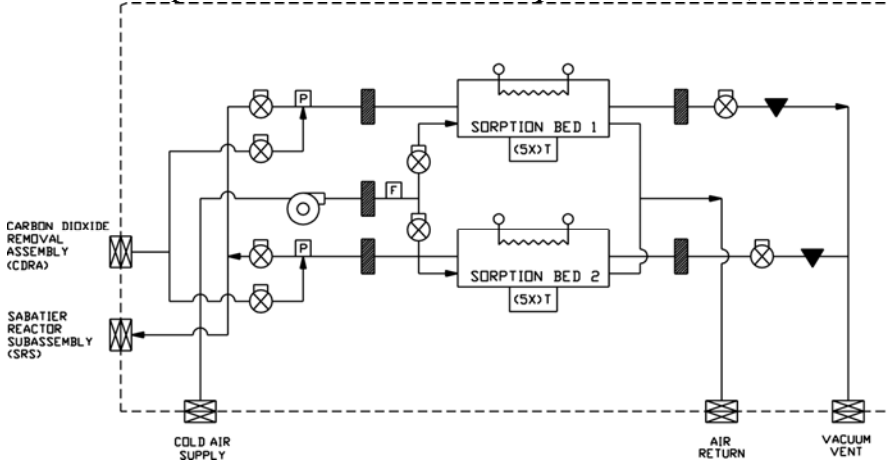 P
SORPTION BED 1
(5X)T
F
CARBON DIOXIDE
REMOVAL
ASSEMBLY
(CDRA)
P
SORPTION BED 2
(5X)T
SABATIER
REACTOR
SUBASSEMBLY
(SRS)
COLD AIR
SUPPLY
AIR
RETURN
VACUUM
VENT